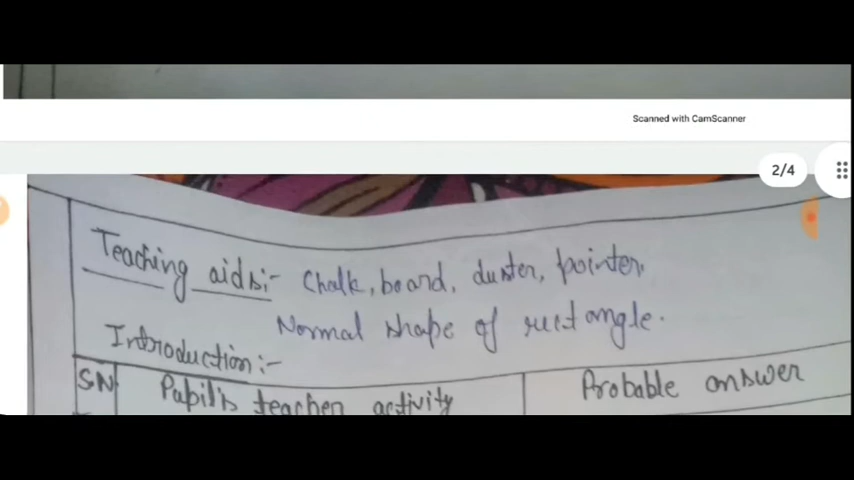 Scanned with CamScanner
2/4
Teaching aids:- Chalk, board, duster, pointer,
Normal shape of rectangle.
Introduction:-
SN Pupil's teacher activity Probable answer